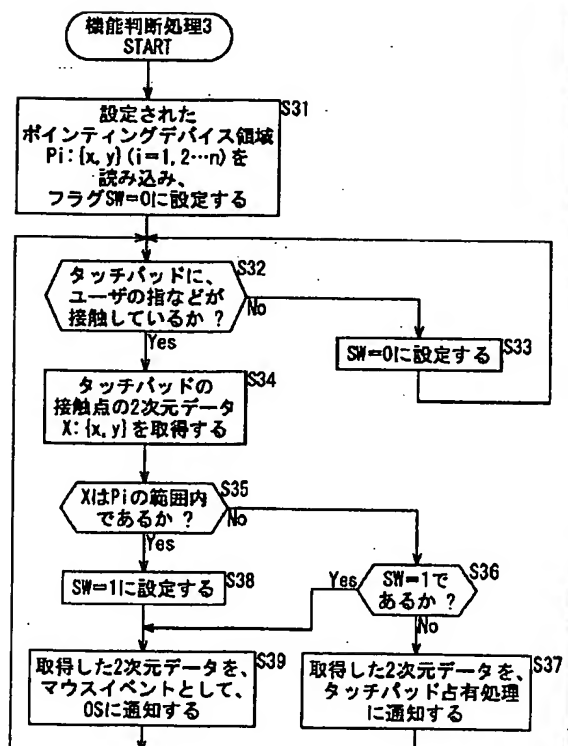 機能判断処理3
START
S31
設定された
ポインティングデバイス領域
Pi:{x,y}(i=1,2…n)を
読み込み、
フラグSW=0に設定する
S32
タッチパッドに、
ユーザの指などが
接触しているか ?
No
Yes
S33
SW=0に設定する
S34
タッチパッドの
接触点の2次元データ
X:{x,y}を取得する
S35
XはPiの範囲内
であるか ?
No
Yes
S38
SW=1に設定する
S36
Yes
SW=1で
あるか ?
No
S39
取得した2次元データを、
マウスイベントとして、
OSに通知する
S37
取得した2次元データを、
タッチパッド占有処理
に通知する